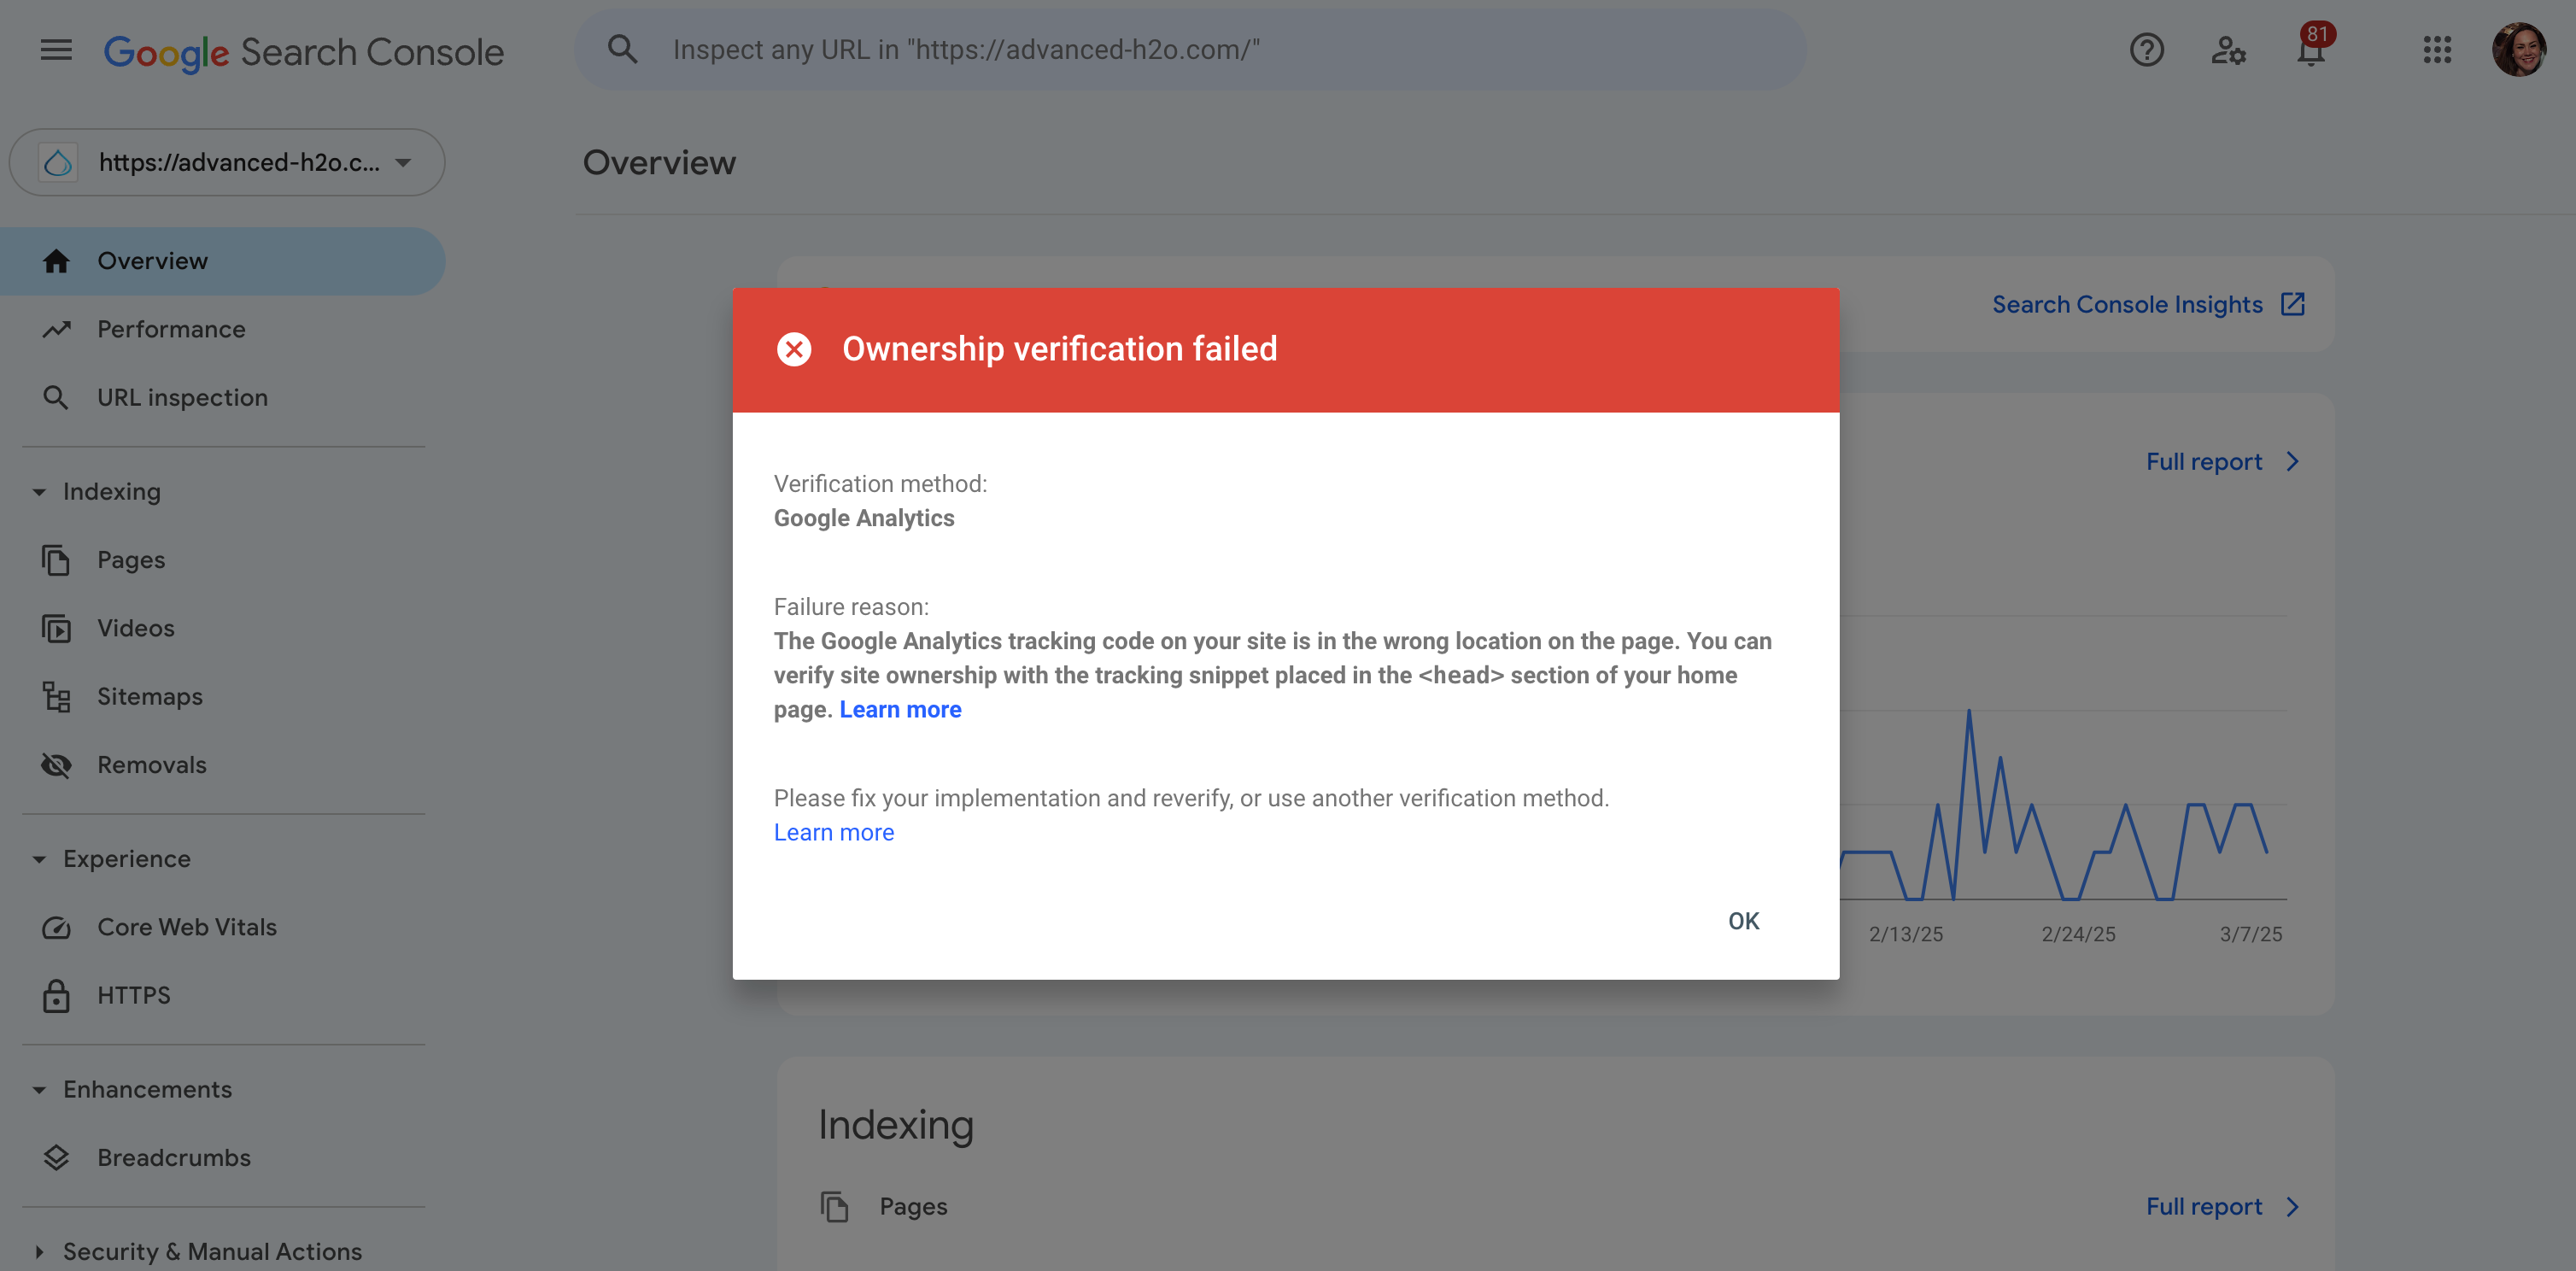 Google Search Console
Inspect any URL in "https://advanced-h2o.com/"
81
https://advanced-h2o.c...
Overview
Overview
Performance
URL inspection
Indexing
Pages
Videos
Sitemaps
Removals
Experience
Core Web Vitals
HTTPS
Enhancements
Breadcrumbs
Security & Manual Actions
Search Console Insights
Full report
Ownership verification failed
Verification method:
Google Analytics
Failure reason:
The Google Analytics tracking code on your site is in the wrong location on the page. You can
verify site ownership with the tracking snippet placed in the <head> section of your home
page. Learn more
Please fix your implementation and reverify, or use another verification method.
Learn more
OK
2/13/25
2/24/25
3/7/25
Indexing
Pages
Full report